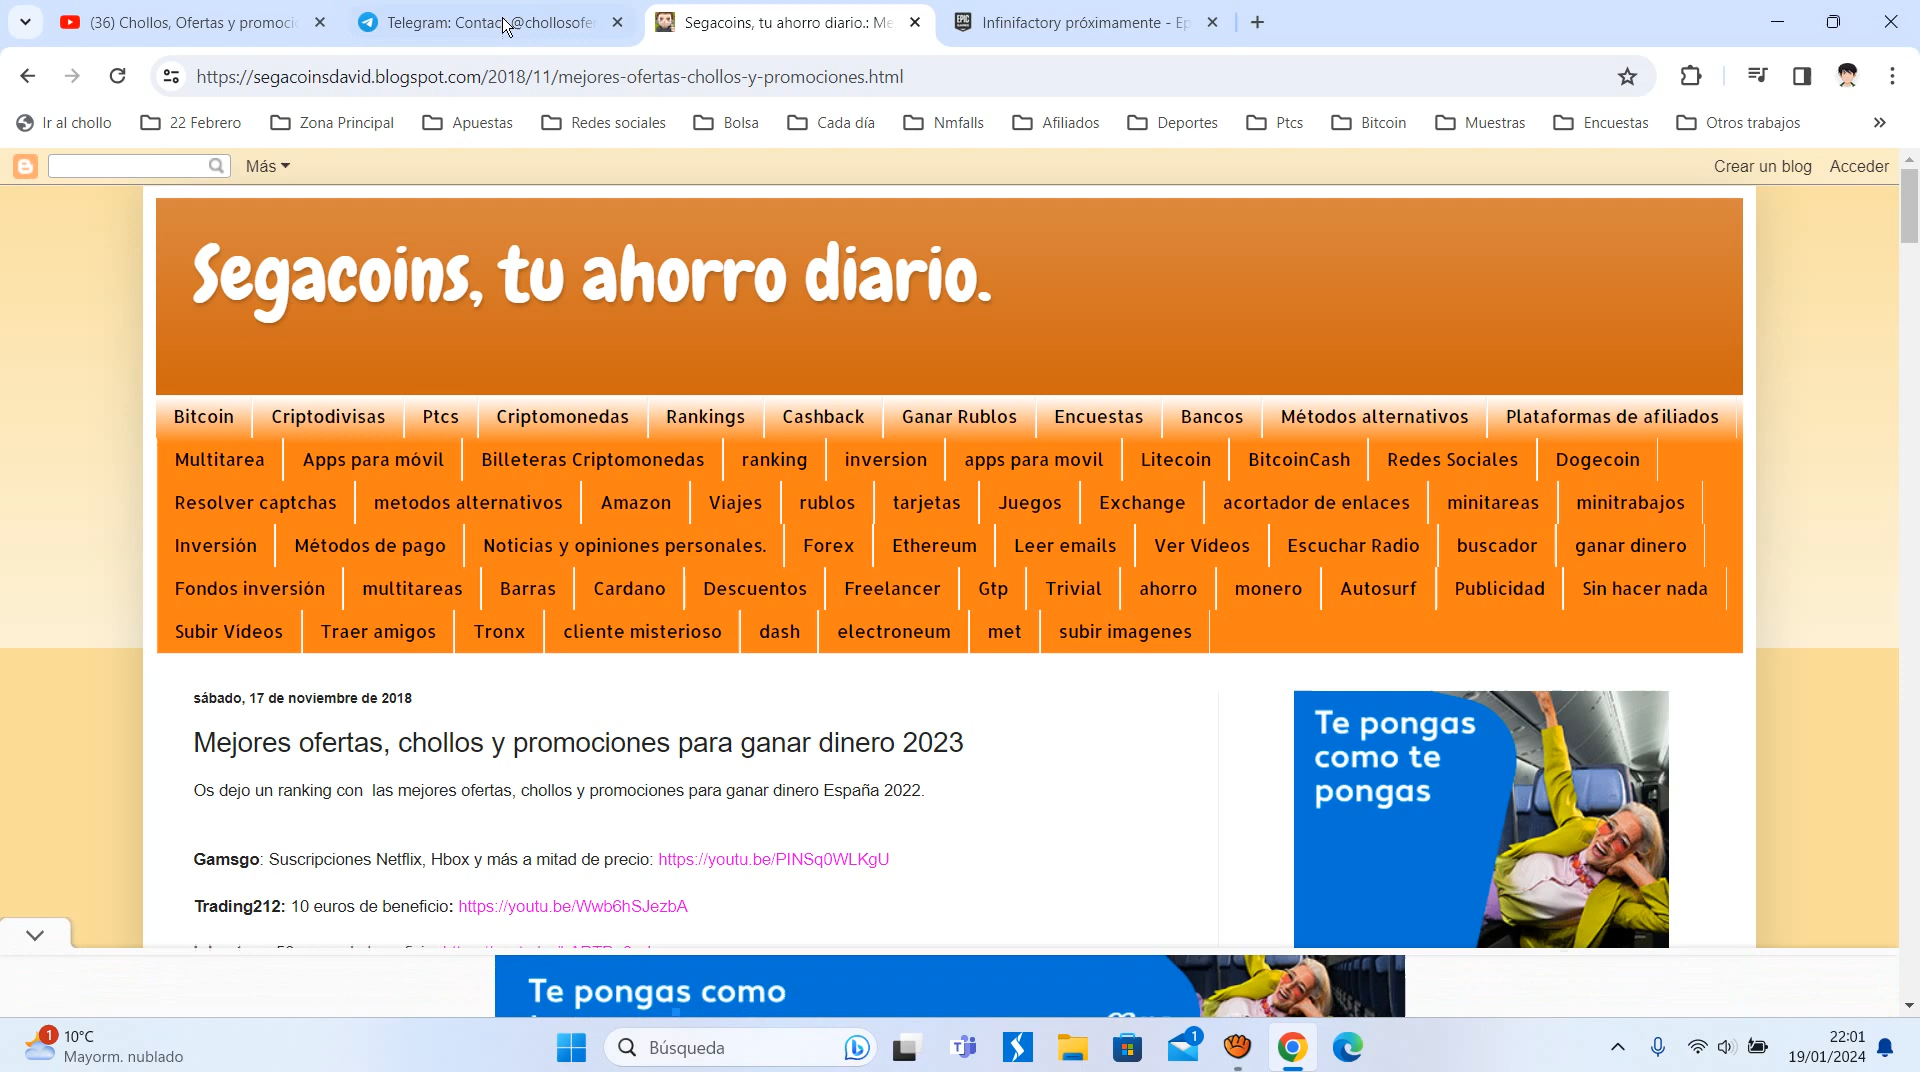 (36) Chollos, Ofertas y promocio
Telegram: Contact @chollosofer
Segacoins, tu ahorro diario.: Me
Infinifactory próximamente - Ep
https://segacoinsdavid.blogspot.com/2018/11/mejores-ofertas-chollos-y-promociones.html
Ir al chollo
22 Febrero
Zona Principal
Apuestas
Redes sociales
Bolsa
Cada día
Nmfalls
Afiliados
Deportes
Ptcs
Bitcoin
Muestras
Encuestas
Otros trabajos
Más
Crear un blog
Acceder
Segacoins, tu ahorro diario.
Bitcoin Criptodivisas Ptcs Criptomonedas Rankings Cashback Ganar Rublos Encuestas Bancos Métodos alternativos Plataformas de afiliados
Multitarea Apps para móvil Billeteras Criptomonedas ranking inversion apps para movil Litecoin BitcoinCash Redes Sociales Dogecoin
Resolver captchas metodos alternativos Amazon Viajes rublos tarjetas Juegos Exchange acortador de enlaces minitareas minitrabajos
Inversión Métodos de pago Noticias y opiniones personales. Forex Ethereum Leer emails Ver Vídeos Escuchar Radio buscador ganar dinero
Fondos inversión multitareas Barras Cardano Descuentos Freelancer Gtp Trivial ahorro monero Autosurf Publicidad Sin hacer nada
Subir Vídeos Traer amigos Tronx cliente misterioso dash electroneum met subir imagenes
sábado, 17 de noviembre de 2018
Mejores ofertas, chollos y promociones para ganar dinero 2023
Os dejo un ranking con las mejores ofertas, chollos y promociones para ganar dinero España 2022.
Gamsgo: Suscripciones Netflix, Hbox y más a mitad de precio: https://youtu.be/PINSq0WLKgU
Trading212: 10 euros de beneficio: https://youtu.be/Wwb6hSJezbA
Te pongas
como te
pongas
Te pongas como
1
10°C
Mayorm. nublado
Búsqueda
1
22:01
19/01/2024